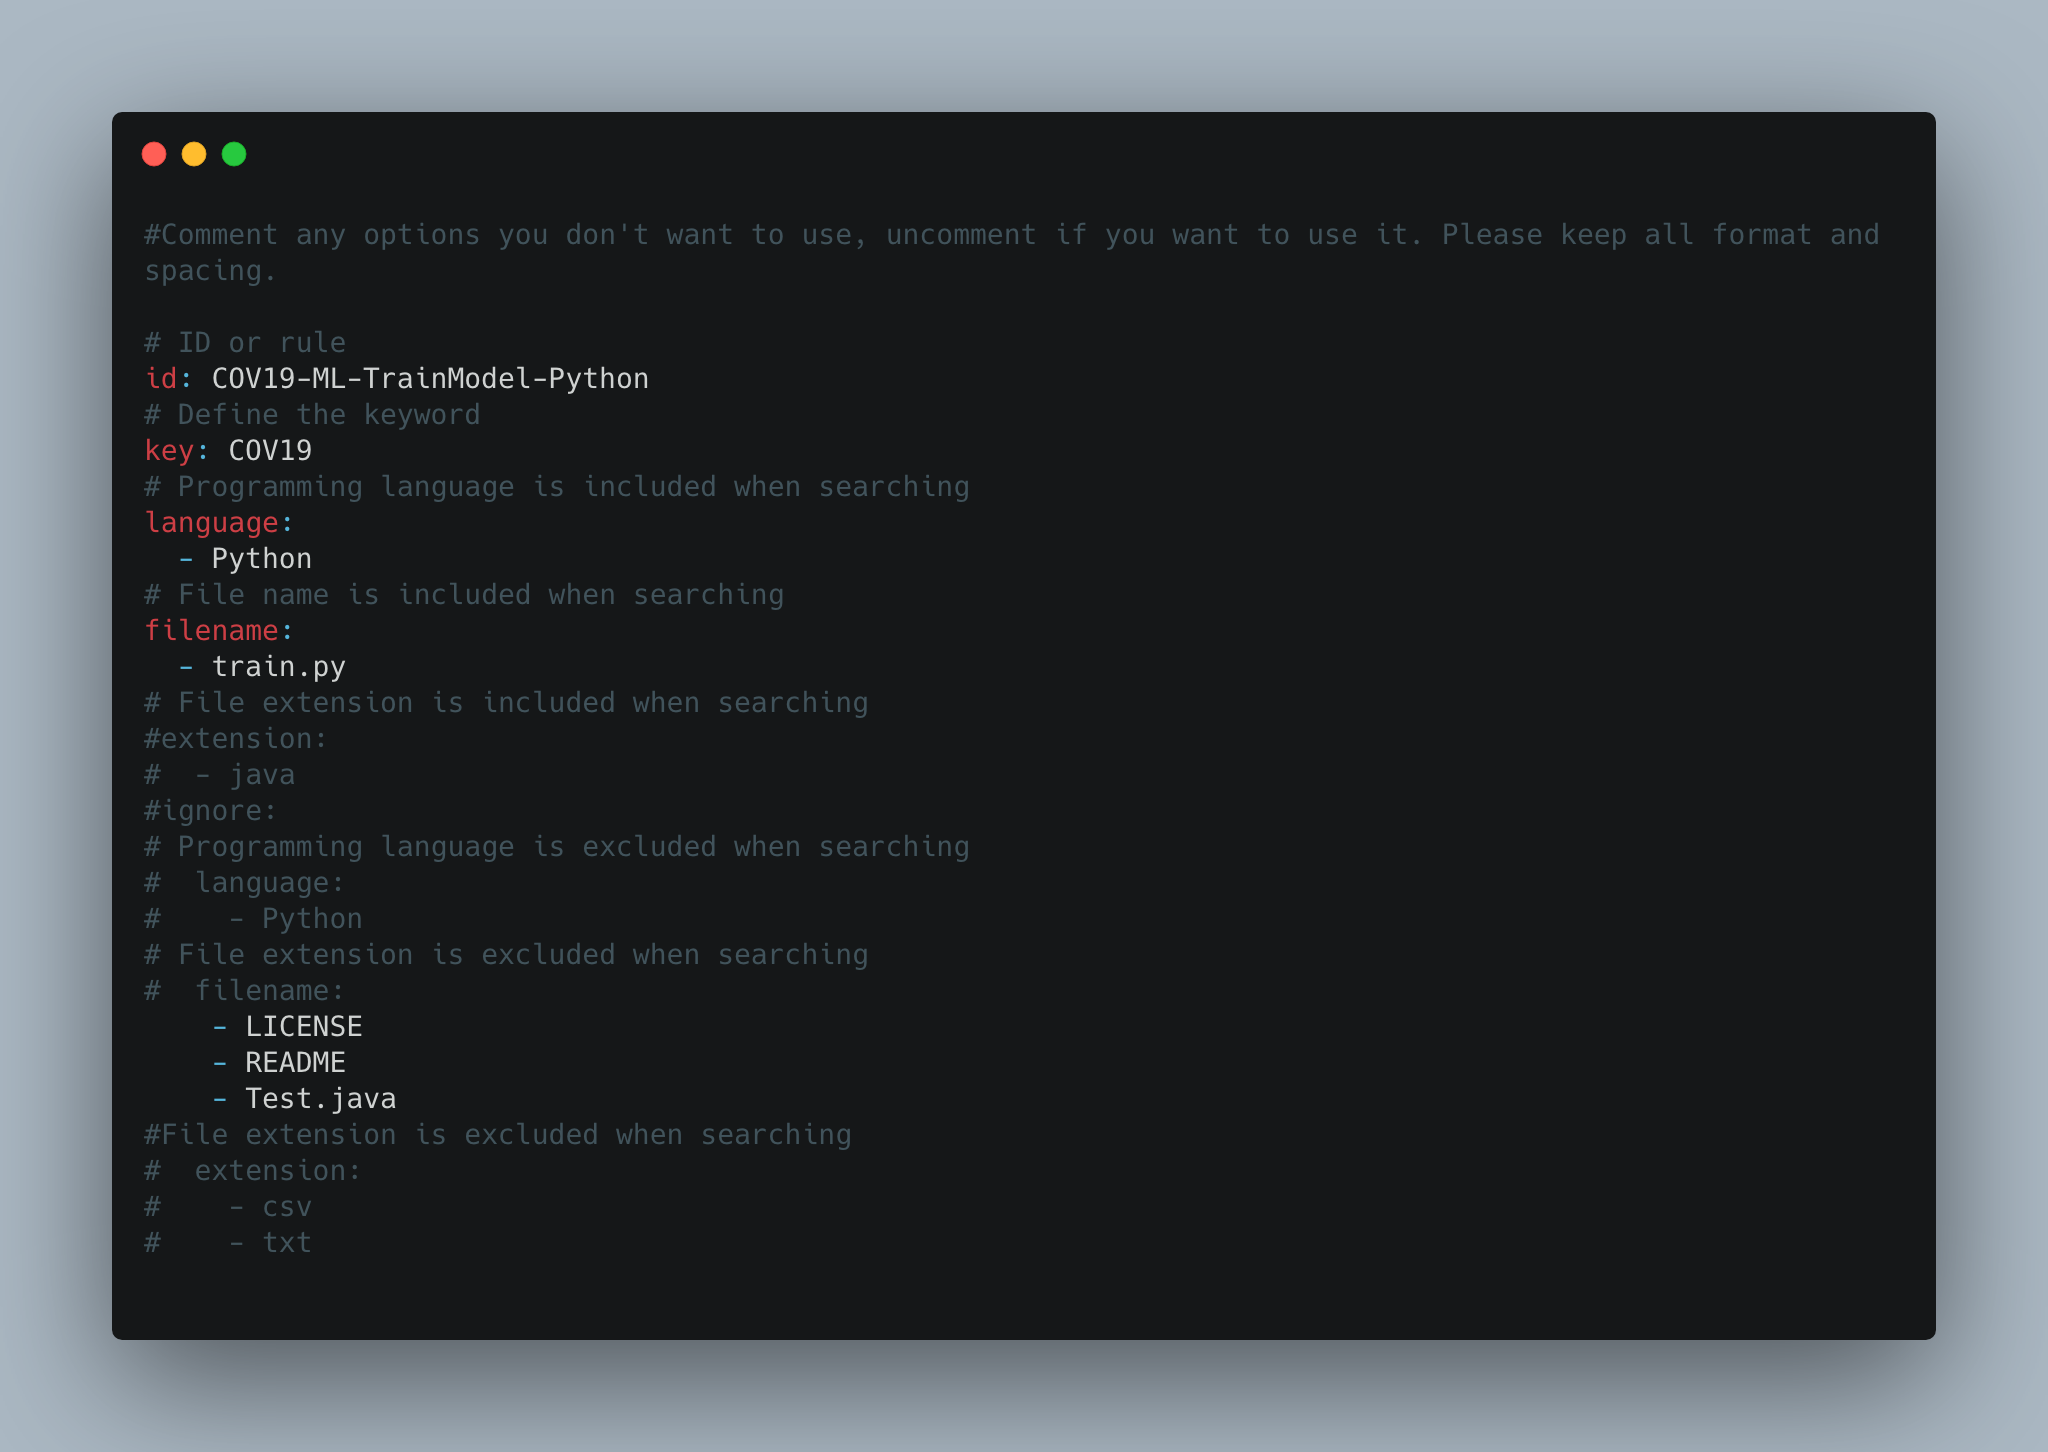 #Comment any options you don't want to use, uncomment if you want to use it. Please keep all format and
spacing.

# ID or rule
id: COV19-ML-TrainModel-Python
# Define the keyword
key: COV19
# Programming language is included when searching
language:
  - Python
# File name is included when searching
filename:
  - train.py
# File extension is included when searching
#extension:
#  - java
#ignore:
# Programming language is excluded when searching
#  language:
#    - Python
# File extension is excluded when searching
#  filename:
    - LICENSE
    - README
    - Test.java
#File extension is excluded when searching
#  extension:
#    - csv
#    - txt